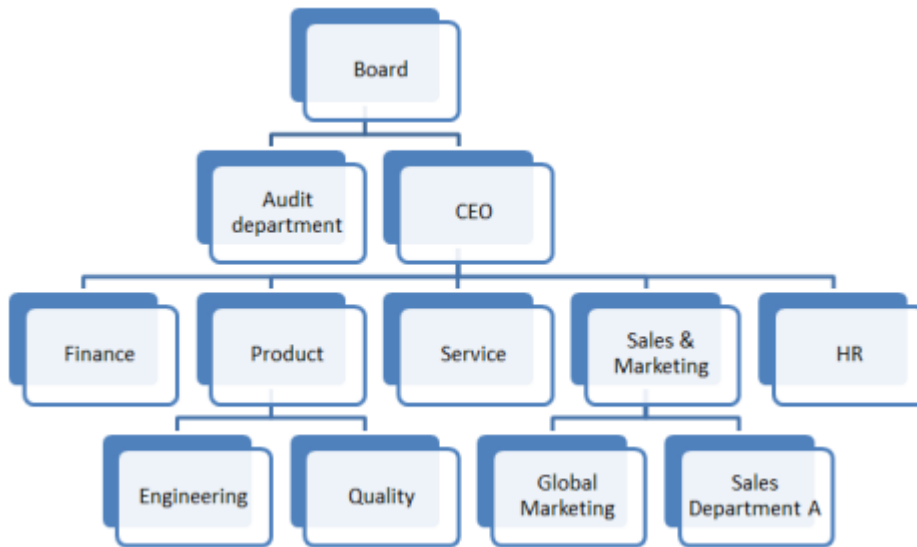 Board
Audit
department
CEO
Finance
Product
Service
Sales &
Marketing
HR
Engineering
Quality
Global
Marketing
Sales
Department A